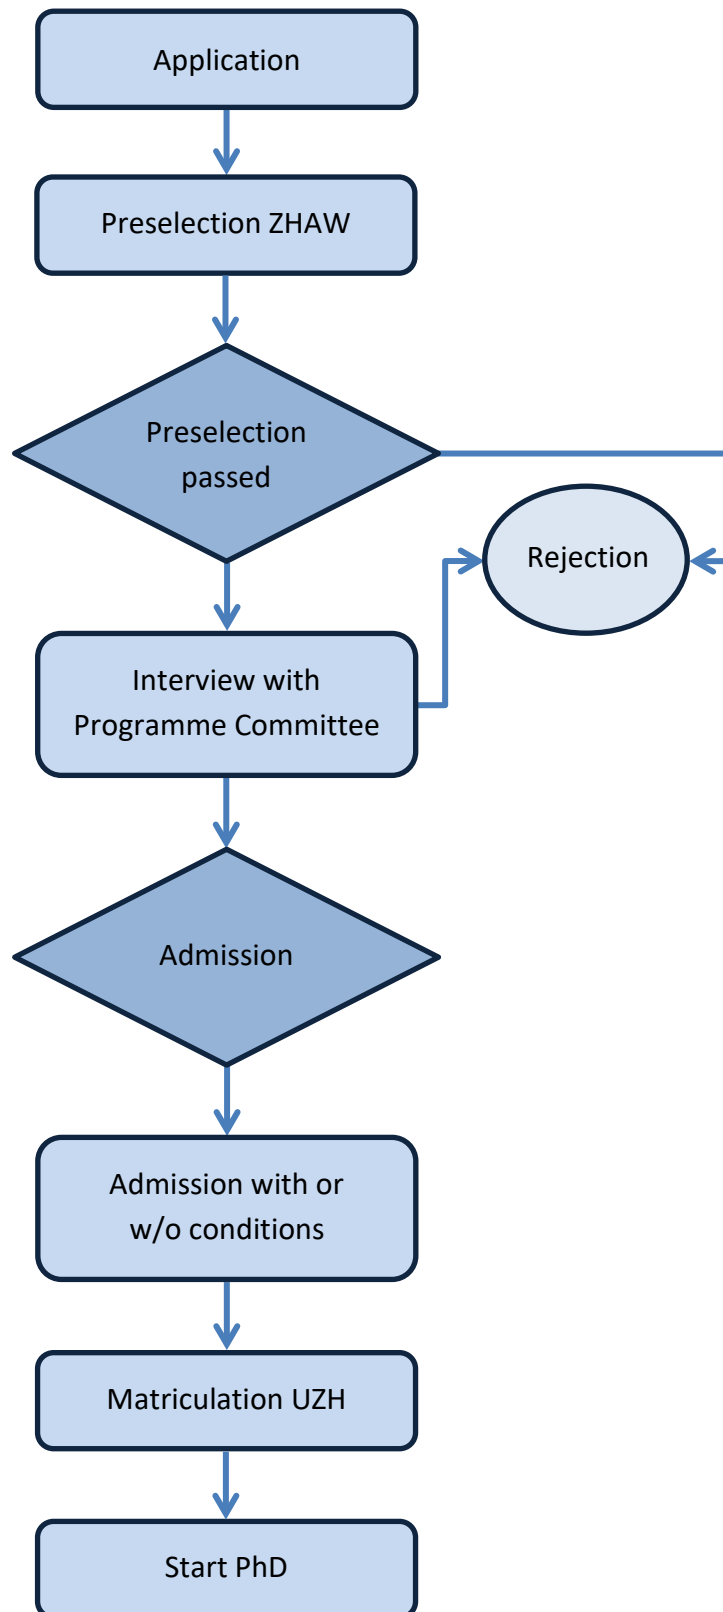 Application
Preselection ZHAW
Preselection
passed
Rejection
Interview with
Programme Committee
Admission
Admission with or
w/o conditions
Matriculation UZH
Start PhD